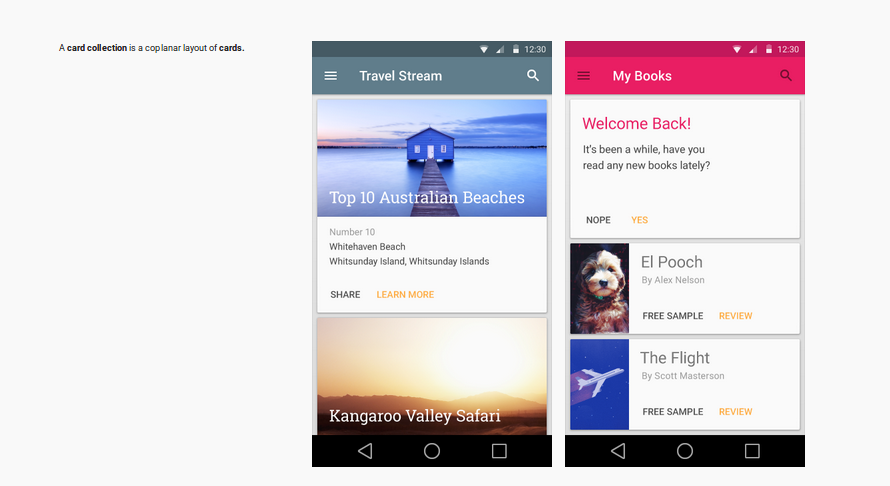 A card collection is a coplanar layout of cards.
12:30
Travel Stream
Top 10 Australian Beaches
Number 10
Whitehaven Beach
Whitsunday Island, Whitsunday Islands
SHARE LEARN MORE
Kangaroo Valley Safari
12:30
My Books
Welcome Back!
It's been a while, have you
read any new books lately?
NOPE YES
El Pooch
By Alex Nelson
FREE SAMPLE REVIEW
The Flight
By Scott Masterson
FREE SAMPLE REVIEW